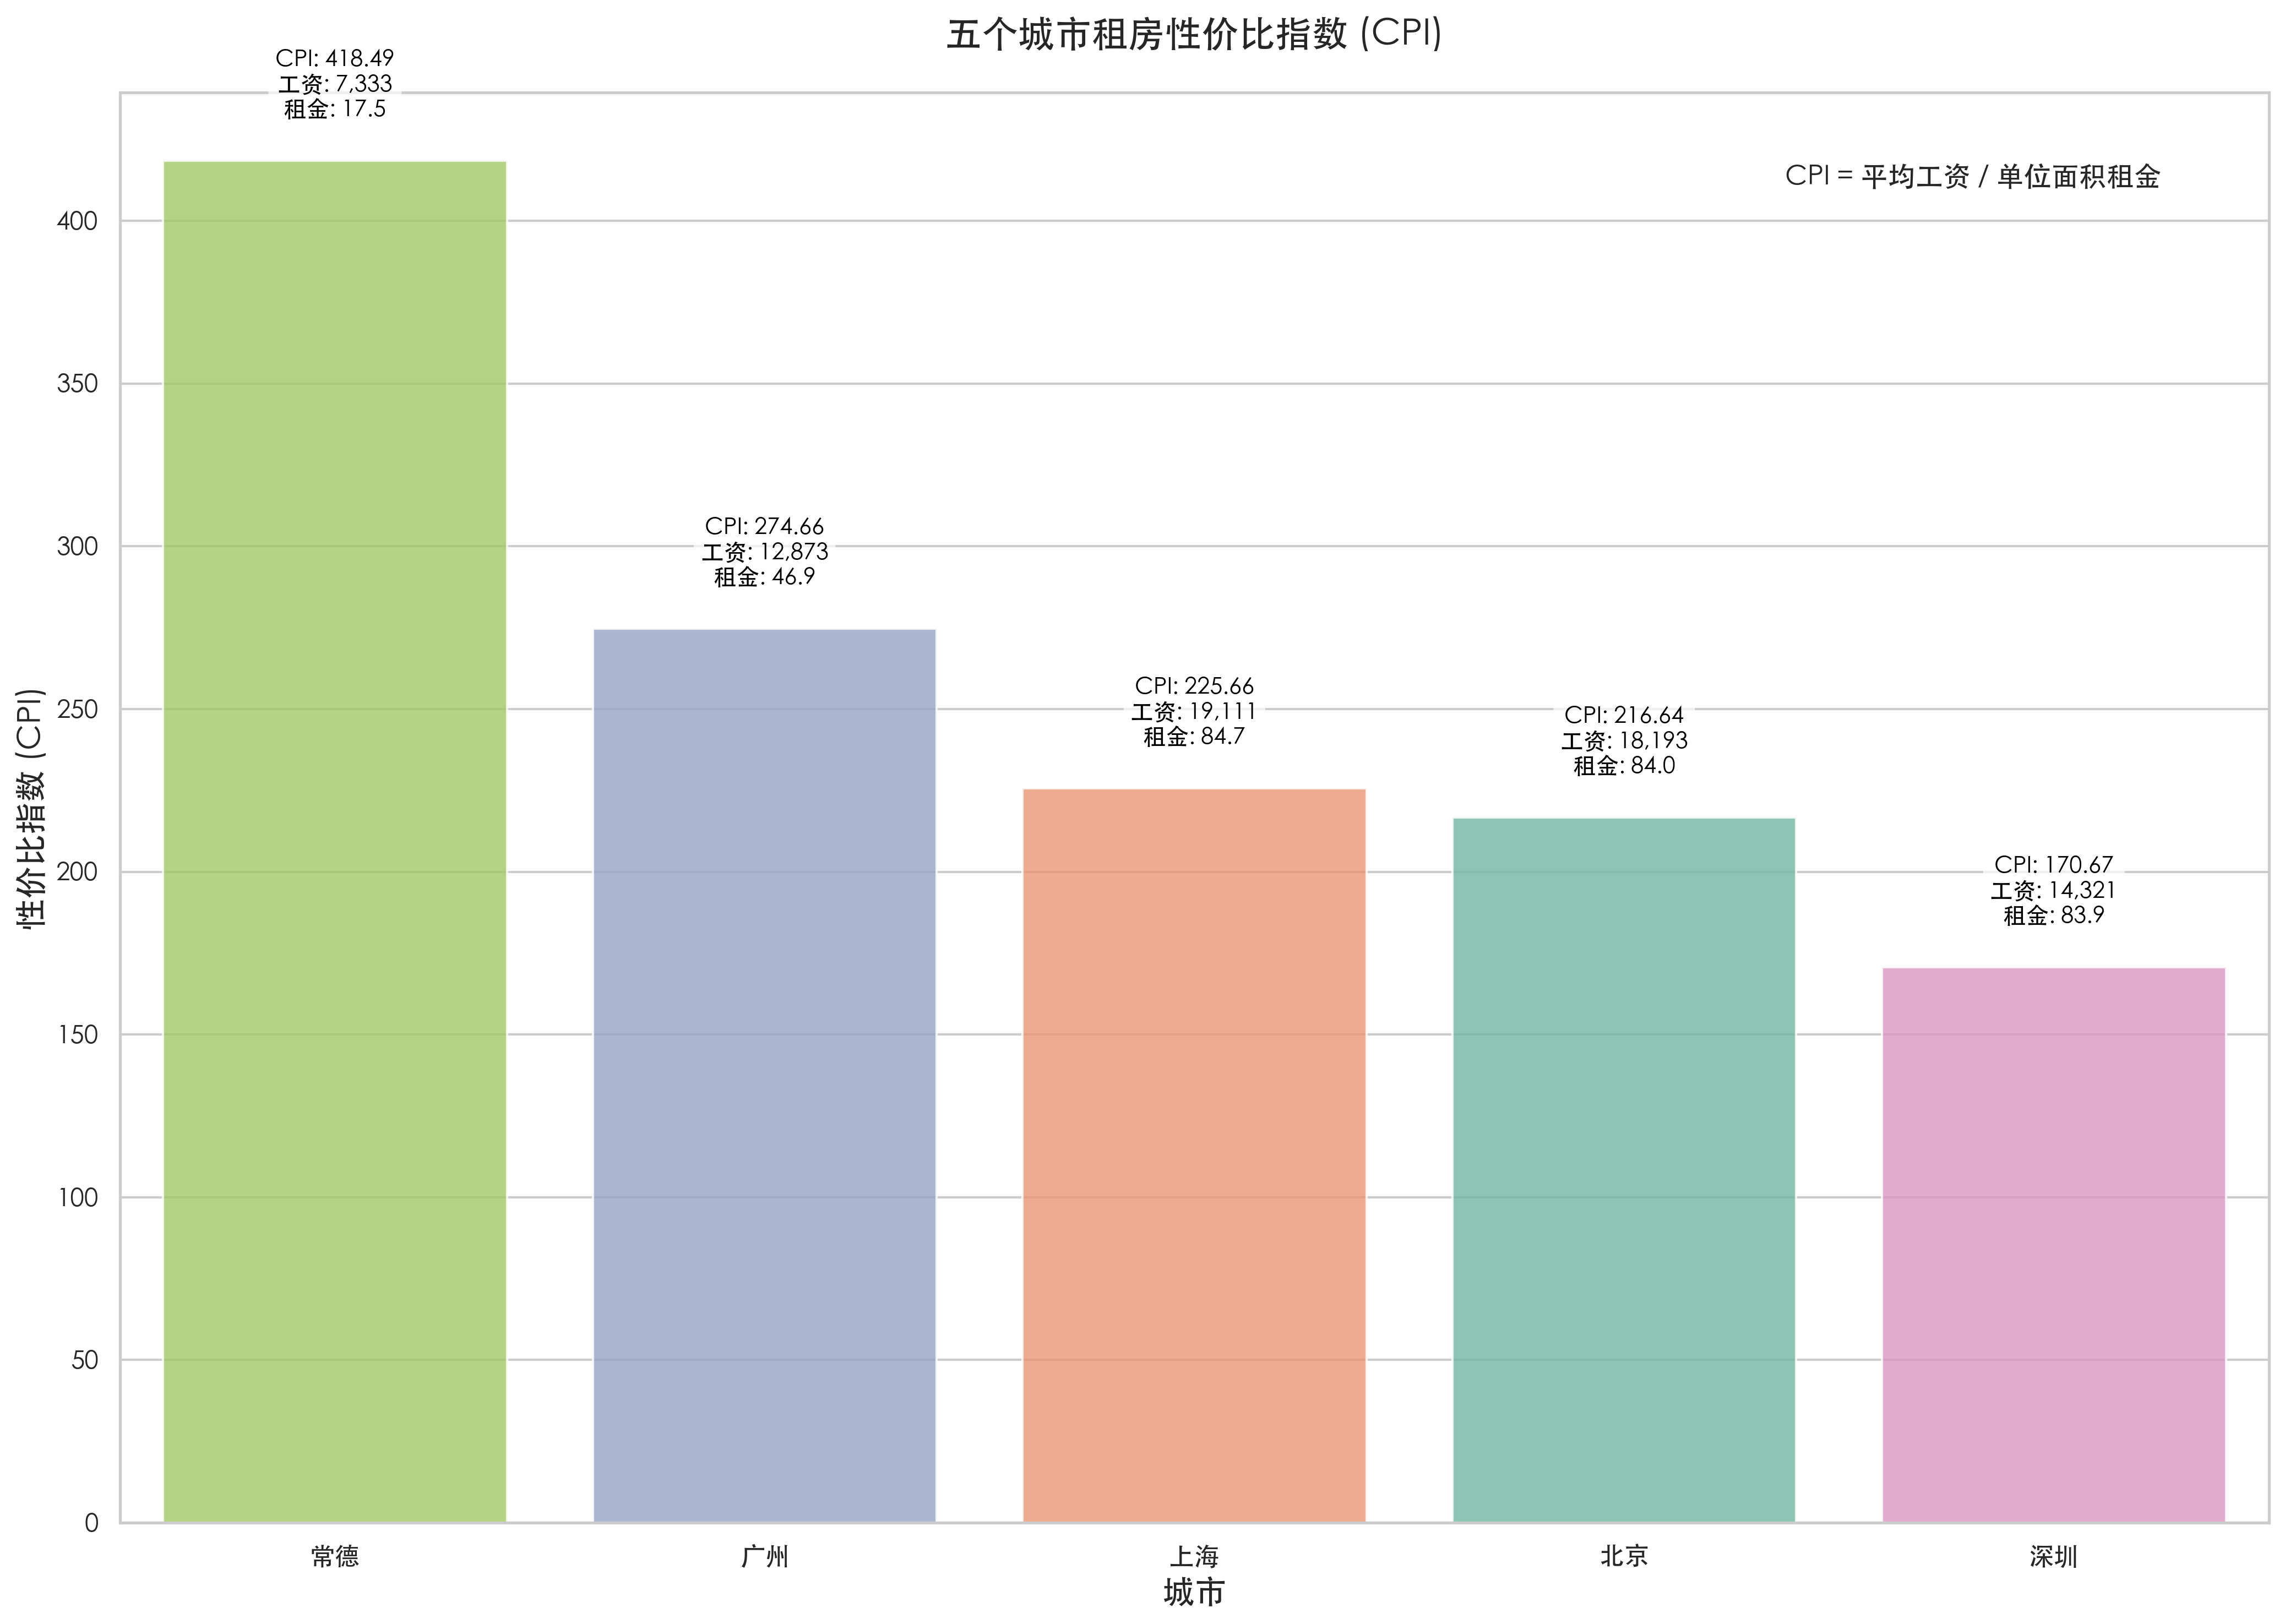 五个城市租房性价比指数 (CPI)
CPI: 418.49
工资: 7,333
租金: 17.5
CPI = 平均工资 / 单位面积租金
CPI: 274.66
工资: 12,873
租金: 46.9
CPI: 225.66
工资: 19,111
租金: 84.7
CPI: 216.64
工资: 18,193
租金: 84.0
CPI: 170.67
工资: 14,321
租金: 83.9
性价比指数 (CPI)
400
350
300
250
200
150
100
50
0
常德
广州
上海
北京
深圳
城市